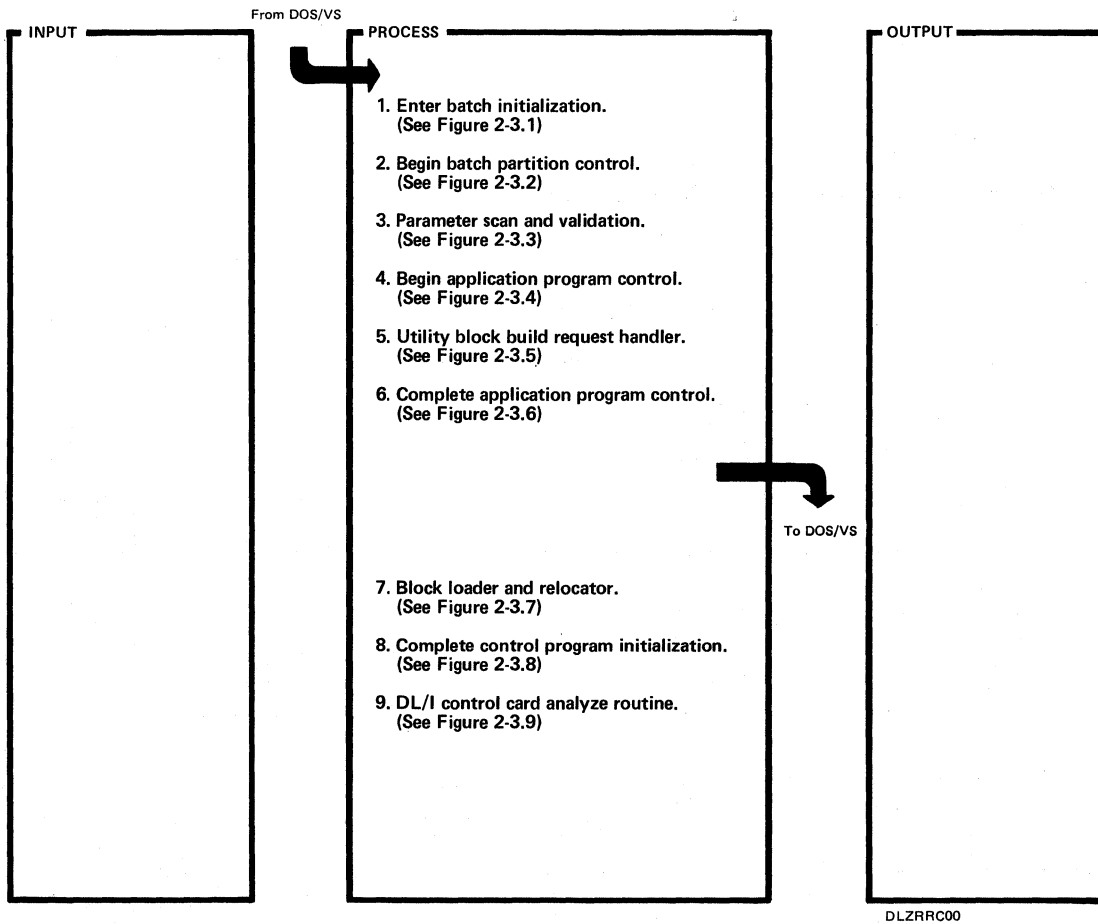 From DOS/VS
INPUT
PROCESS
OUTPUT
1. Enter batch initialization.
(See Figure 2-3.1)
2. Begin batch partition control.
(See Figure 2-3.2)
3. Parameter scan and validation.
(See Figure 2-3.3)
4. Begin application program control.
(See Figure 2-3.4)
5. Utility block build request handler.
(See Figure 2-3.5)
6. Complete application program control.
(See Figure 2-3.6)
To DOS/VS
7. Block loader and relocator.
(See Figure 2-3.7)
8. Complete control program initialization.
(See Figure 2-3.8)
9. DL/I control card analyze routine.
(See Figure 2-3.9)
DLZRRC00